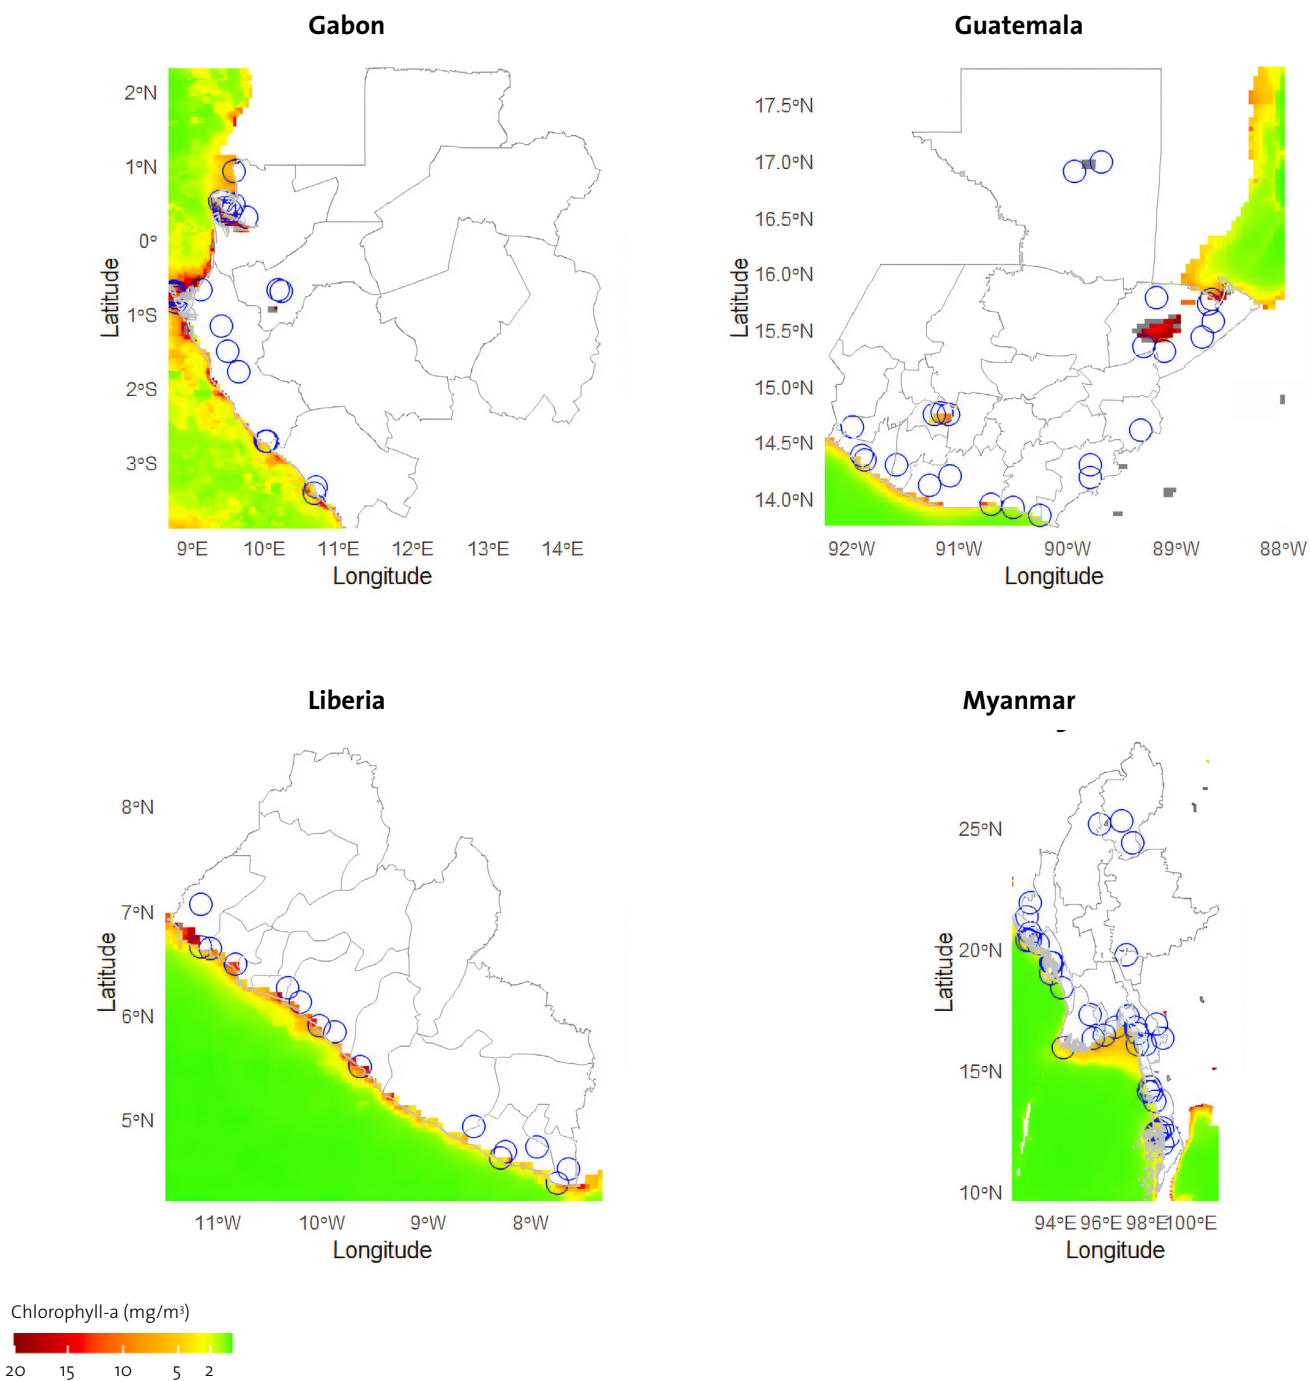 Gabon
Guatemala
2°N
1°N
0°
1°S
2°S
3°S
Latitude
9°E 10°E 11°E 12°E 13°E 14°E
Longitude
17.5°N
17.0°N
16.5°N
16.0°N
15.5°N
15.0°N
14.5°N
14.0°N
Latitude
92°W 91°W 90°W 89°W 88°W
Longitude
Liberia
Myanmar
8°N
7°N
6°N
5°N
Latitude
11°W 10°W 9°W 8°W
Longitude
25°N
20°N
15°N
10°N
Latitude
94°E 96°E 98°E 100°E
Longitude
Chlorophyll-a (mg/m³)
20 15 10 5 2